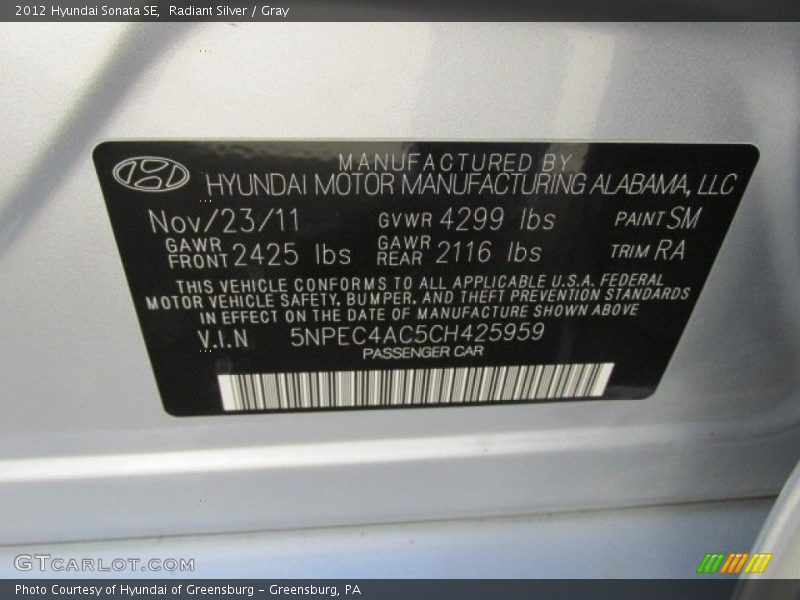 2012 Hyundai Sonata SE, Radiant Silver / Gray
MANUFACTURED BY
HYUNDAI MOTOR MANUFACTURING ALABAMA, LLC
Nov/23/11 GVWR 4299 lbs PAINT SM
GAWR FRONT 2425 lbs GAWR REAR 2116 lbs TRIM RA
THIS VEHICLE CONFORMS TO ALL APPLICABLE U.S.A. FEDERAL
MOTOR VEHICLE SAFETY, BUMPER, AND THEFT PREVENTION STANDARDS
IN EFFECT ON THE DATE OF MANUFACTURE SHOWN ABOVE
V.I.N 5NPEC4AC5CH425959
PASSENGER CAR
GTCARLOT.COM
Photo Courtesy of Hyundai of Greensburg - Greensburg, PA